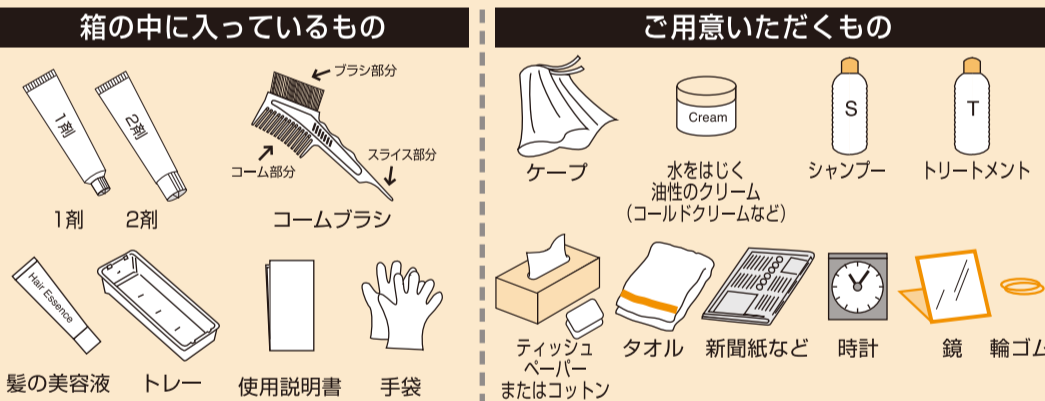 箱の中に入っているもの
1剤
2剤
ブラシ部分
コーム部分
スライス部分
1剤
2剤
コームブラシ
Hair Essence
髪の美容液
トレー
使用説明書
手袋
ご用意いただくもの
Cream
S
T
ケープ
水をはじく
油性のクリーム
（コールドクリームなど）
シャンプー
トリートメント
ティッシュ
ペーパー
またはコットン
タオル
新聞紙など
時計
鏡
輪ゴム